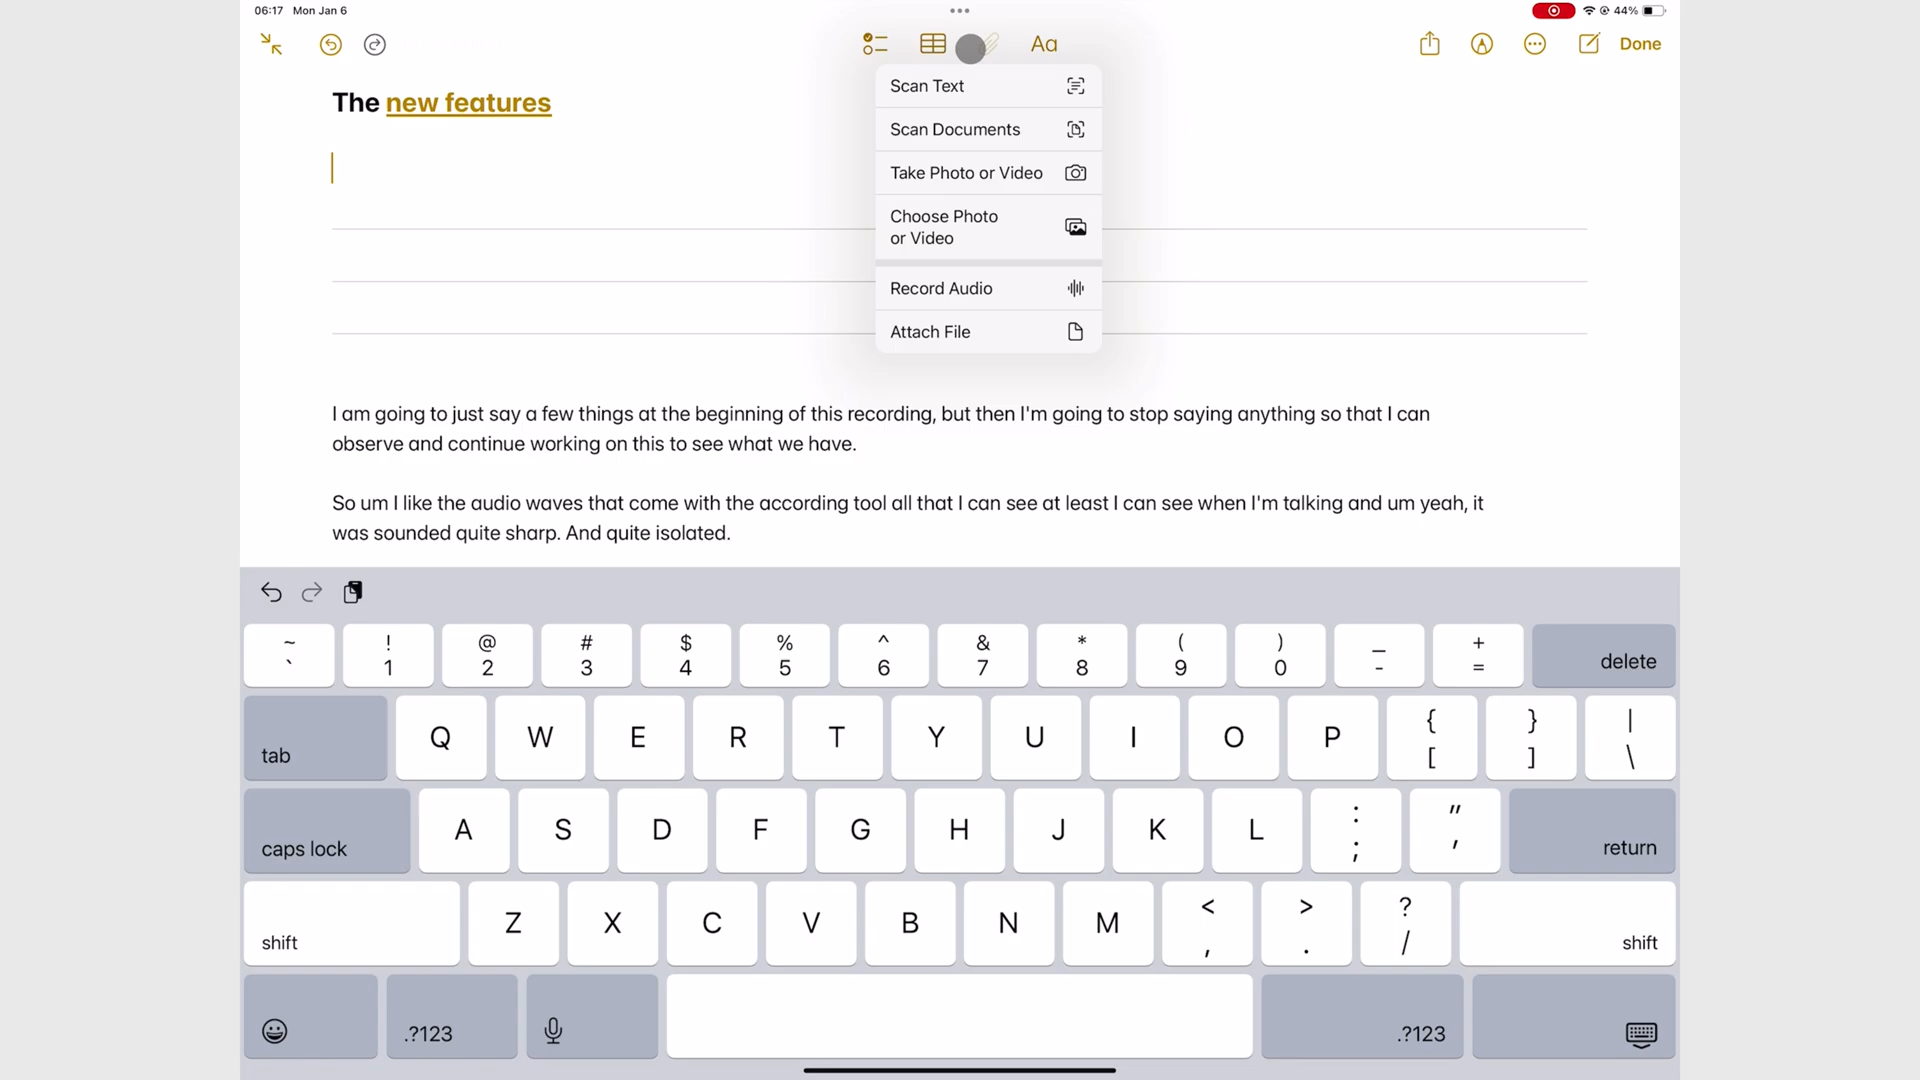 06:17 Mon Jan 6
44%
Aa
Done
The new features
Scan Text
Scan Documents
Take Photo or Video
Choose Photo
or Video
Record Audio
Attach File
I am going to just say a few things at the beginning of this recording, but then I'm going to stop saying anything so that I can
observe and continue working on this to see what we have.
So um I like the audio waves that come with the according tool all that I can see at least I can see when I'm talking and um yeah, it
was sounded quite sharp. And quite isolated.
~ ! @ # $ % ^ & * ( ) _ +
` 1 2 3 4 5 6 7 8 9 0 - = delete
tab Q W E R T Y U I O P { [ } ] | \
caps lock A S D F G H J K L : ; " ' return
shift Z X C V B N M < , > . ? / shift
.?123 .?123